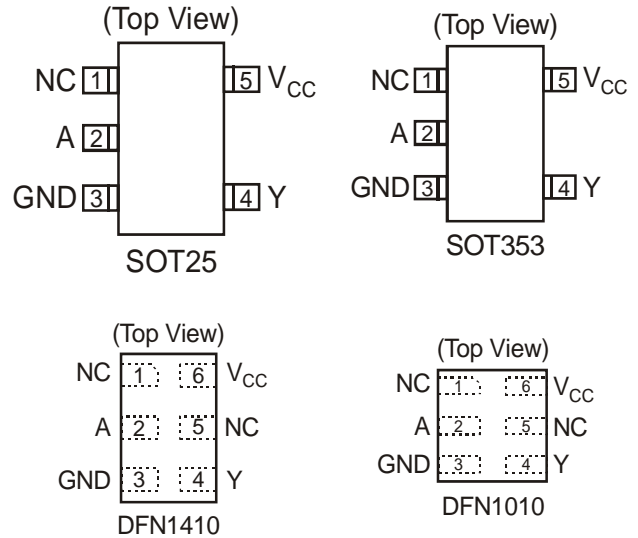 (Top View)
NC 1 5 VCC
A 2
GND 3 4 Y
SOT25
(Top View)
NC 1 5 VCC
A 2
GND 3 4 Y
SOT353
(Top View)
NC 1 6 VCC
A 2 5 NC
GND 3 4 Y
DFN1410
(Top View)
NC 1 6 VCC
A 2 5 NC
GND 3 4 Y
DFN1010